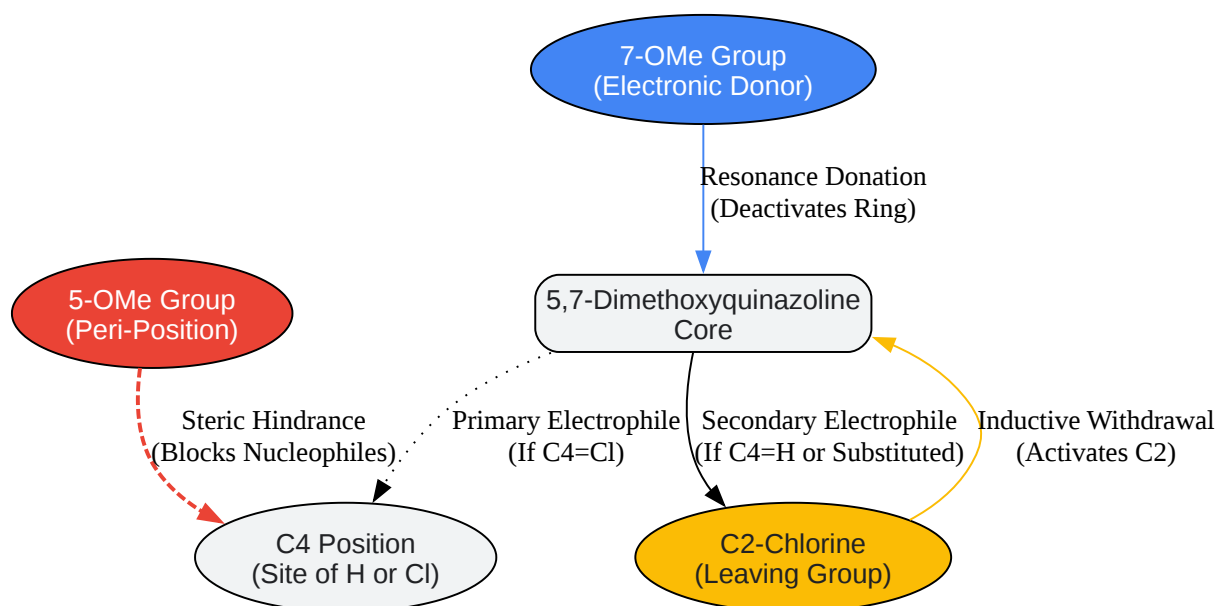 7-OMe Group
(Electronic Donor)
Resonance Donation
(Deactivates Ring)
5-OMe Group
(Peri-Position)
5,7-Dimethoxyquinazoline
Core
Steric Hindrance
(Blocks Nucleophiles)
Primary Electrophile
(If C4=Cl)
Secondary Electrophile
(If C4=H or Substituted)
Inductive Withdrawal
(Activates C2)
C4 Position
(Site of H or Cl)
C2-Chlorine
(Leaving Group)